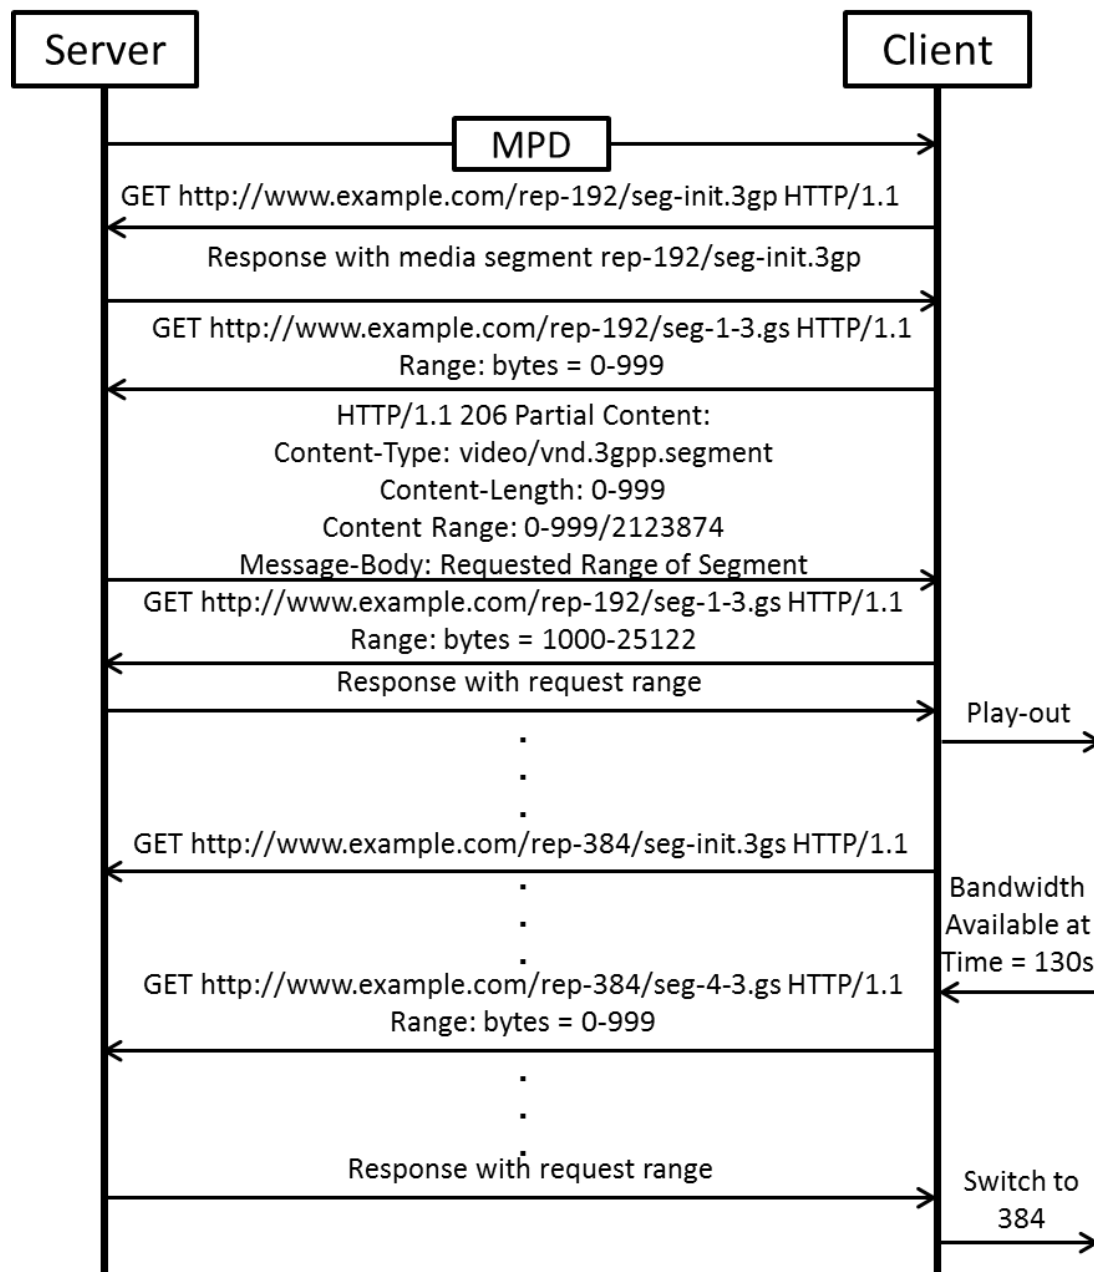 Server
Client
MPD
GET http://www.example.com/rep-192/seg-init.3gp HTTP/1.1
Response with media segment rep-192/seg-init.3gp
GET http://www.example.com/rep-192/seg-1-3.gs HTTP/1.1
Range: bytes = 0-999
HTTP/1.1 206 Partial Content:
Content-Type: video/vnd.3gpp.segment
Content-Length: 0-999
Content Range: 0-999/2123874
Message-Body: Requested Range of Segment
GET http://www.example.com/rep-192/seg-1-3.gs HTTP/1.1
Range: bytes = 1000-25122
Response with request range
Play-out
GET http://www.example.com/rep-384/seg-init.3gs HTTP/1.1
Bandwidth
Available at
Time = 130s
GET http://www.example.com/rep-384/seg-4-3.gs HTTP/1.1
Range: bytes = 0-999
Response with request range
Switch to
384